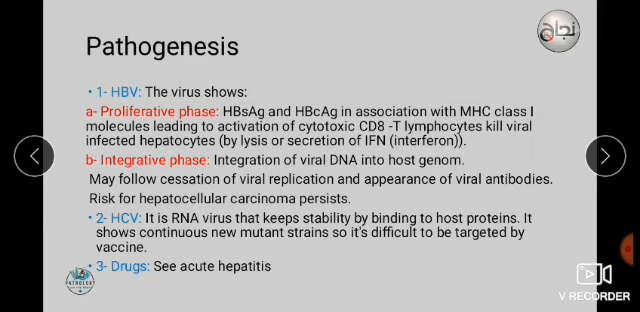 نجاح
Pathogenesis
• 1- HBV: The virus shows:
a- Proliferative phase: HBsAg and HBcAg in association with MHC class I
molecules leading to activation of cytotoxic CD8 -T lymphocytes kill viral
infected hepatocytes (by lysis or secretion of IFN (interferon)).
b- Integrative phase: Integration of viral DNA into host genom.
May follow cessation of viral replication and appearance of viral antibodies.
Risk for hepatocellular carcinoma persists.
• 2- HCV: It is RNA virus that keeps stability by binding to host proteins. It
shows continuous new mutant strains so it's difficult to be targeted by
vaccine.
• 3- Drugs: See acute hepatitis
PATHOLOGY
V RECORDER